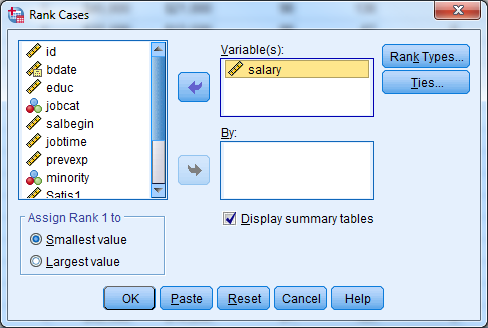 Rank Cases
Variable(s):
id
bdate
educ
jobcat
salbegin
jobtime
prevexp
minority
Satis1
salary
Rank Types...
Ties...
By:
Display summary tables
Assign Rank 1 to
Smallest value
Largest value
OK
Paste
Reset
Cancel
Help